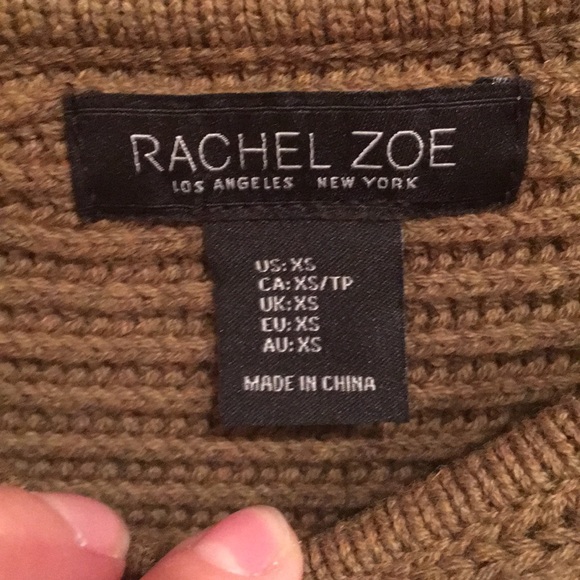 RACHEL ZOE
LOS ANGELES NEW YORK
US: XS
CA: XS/TP
UK: XS
EU: XS
AU: XS
MADE IN CHINA